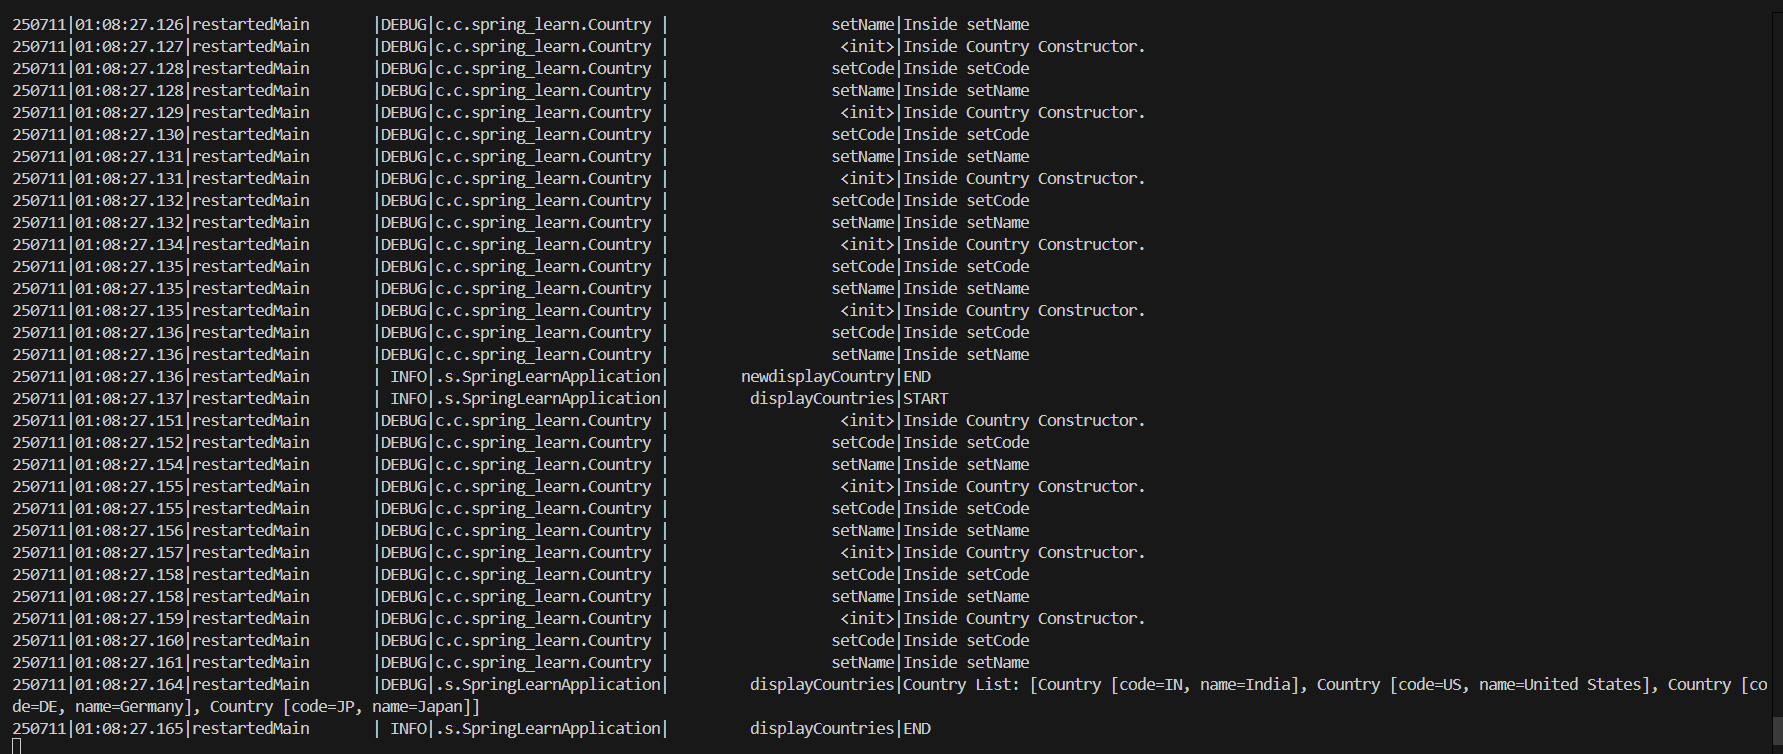 250711|01:08:27.126|restartedMain       |DEBUG|c.c.spring_learn.Country |                  setName|Inside setName
250711|01:08:27.127|restartedMain       |DEBUG|c.c.spring_learn.Country |                   <init>|Inside Country Constructor.
250711|01:08:27.128|restartedMain       |DEBUG|c.c.spring_learn.Country |                  setCode|Inside setCode
250711|01:08:27.128|restartedMain       |DEBUG|c.c.spring_learn.Country |                  setName|Inside setName
250711|01:08:27.129|restartedMain       |DEBUG|c.c.spring_learn.Country |                   <init>|Inside Country Constructor.
250711|01:08:27.130|restartedMain       |DEBUG|c.c.spring_learn.Country |                  setCode|Inside setCode
250711|01:08:27.131|restartedMain       |DEBUG|c.c.spring_learn.Country |                  setName|Inside setName
250711|01:08:27.131|restartedMain       |DEBUG|c.c.spring_learn.Country |                   <init>|Inside Country Constructor.
250711|01:08:27.132|restartedMain       |DEBUG|c.c.spring_learn.Country |                  setCode|Inside setCode
250711|01:08:27.132|restartedMain       |DEBUG|c.c.spring_learn.Country |                  setName|Inside setName
250711|01:08:27.134|restartedMain       |DEBUG|c.c.spring_learn.Country |                   <init>|Inside Country Constructor.
250711|01:08:27.135|restartedMain       |DEBUG|c.c.spring_learn.Country |                  setCode|Inside setCode
250711|01:08:27.135|restartedMain       |DEBUG|c.c.spring_learn.Country |                  setName|Inside setName
250711|01:08:27.135|restartedMain       |DEBUG|c.c.spring_learn.Country |                   <init>|Inside Country Constructor.
250711|01:08:27.136|restartedMain       |DEBUG|c.c.spring_learn.Country |                  setCode|Inside setCode
250711|01:08:27.136|restartedMain       |DEBUG|c.c.spring_learn.Country |                  setName|Inside setName
250711|01:08:27.136|restartedMain       | INFO|.s.SpringLearnApplication|        newdisplayCountry|END
250711|01:08:27.137|restartedMain       | INFO|.s.SpringLearnApplication|         displayCountries|START
250711|01:08:27.151|restartedMain       |DEBUG|c.c.spring_learn.Country |                   <init>|Inside Country Constructor.
250711|01:08:27.152|restartedMain       |DEBUG|c.c.spring_learn.Country |                  setCode|Inside setCode
250711|01:08:27.154|restartedMain       |DEBUG|c.c.spring_learn.Country |                  setName|Inside setName
250711|01:08:27.155|restartedMain       |DEBUG|c.c.spring_learn.Country |                   <init>|Inside Country Constructor.
250711|01:08:27.155|restartedMain       |DEBUG|c.c.spring_learn.Country |                  setCode|Inside setCode
250711|01:08:27.156|restartedMain       |DEBUG|c.c.spring_learn.Country |                  setName|Inside setName
250711|01:08:27.157|restartedMain       |DEBUG|c.c.spring_learn.Country |                   <init>|Inside Country Constructor.
250711|01:08:27.158|restartedMain       |DEBUG|c.c.spring_learn.Country |                  setCode|Inside setCode
250711|01:08:27.158|restartedMain       |DEBUG|c.c.spring_learn.Country |                  setName|Inside setName
250711|01:08:27.159|restartedMain       |DEBUG|c.c.spring_learn.Country |                   <init>|Inside Country Constructor.
250711|01:08:27.160|restartedMain       |DEBUG|c.c.spring_learn.Country |                  setCode|Inside setCode
250711|01:08:27.161|restartedMain       |DEBUG|c.c.spring_learn.Country |                  setName|Inside setName
250711|01:08:27.164|restartedMain       |DEBUG|.s.SpringLearnApplication|         displayCountries|Country List: [Country [code=IN, name=India], Country [code=US, name=United States], Country [co
de=DE, name=Germany], Country [code=JP, name=Japan]]
250711|01:08:27.165|restartedMain       | INFO|.s.SpringLearnApplication|         displayCountries|END